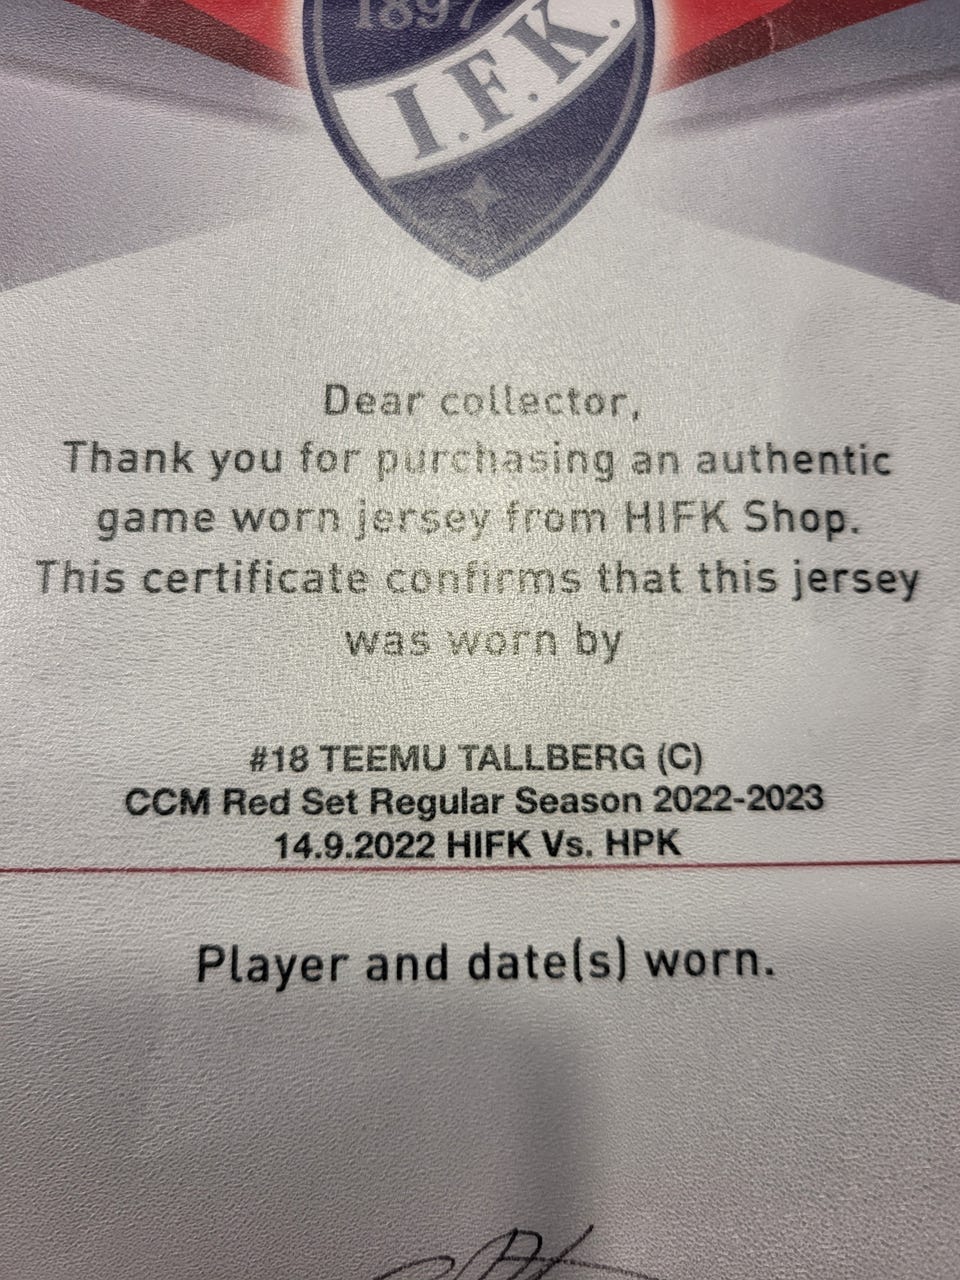 1897
I.F.K.
Dear collector,
Thank you for purchasing an authentic
game worn jersey from HIFK Shop.
This certificate confirms that this jersey
was worn by
#18 TEEMU TALLBERG (C)
CCM Red Set Regular Season 2022-2023
14.9.2022 HIFK Vs. HPK
Player and date(s) worn.